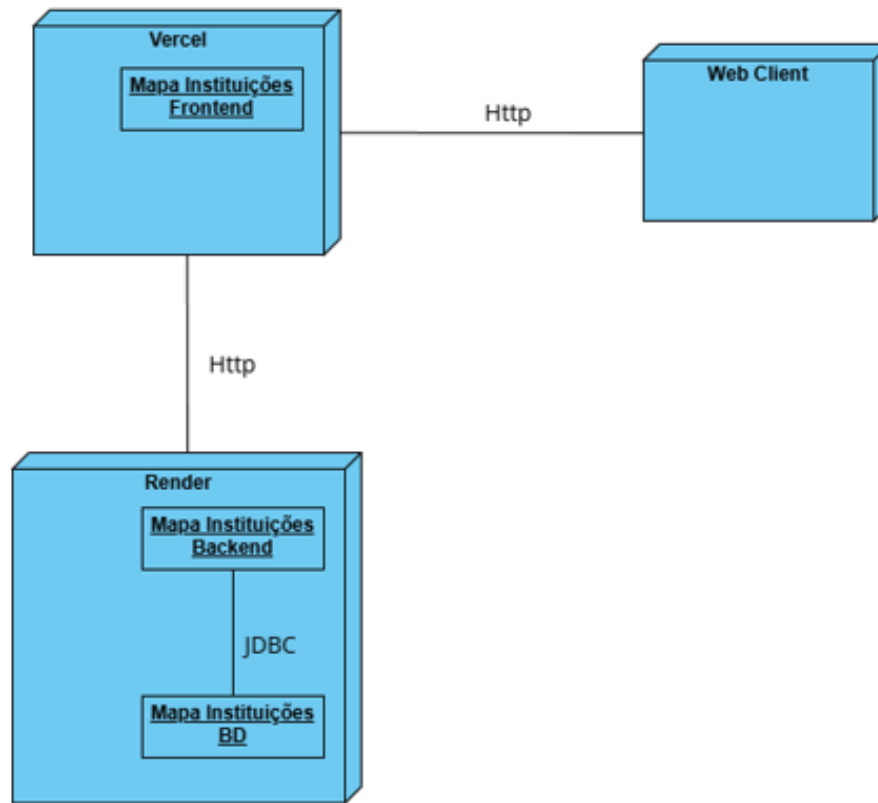 Vercel
Mapa Instituições
Frontend
Web Client
Http
Http
Render
Mapa Instituições
Backend
JDBC
Mapa Instituições
BD